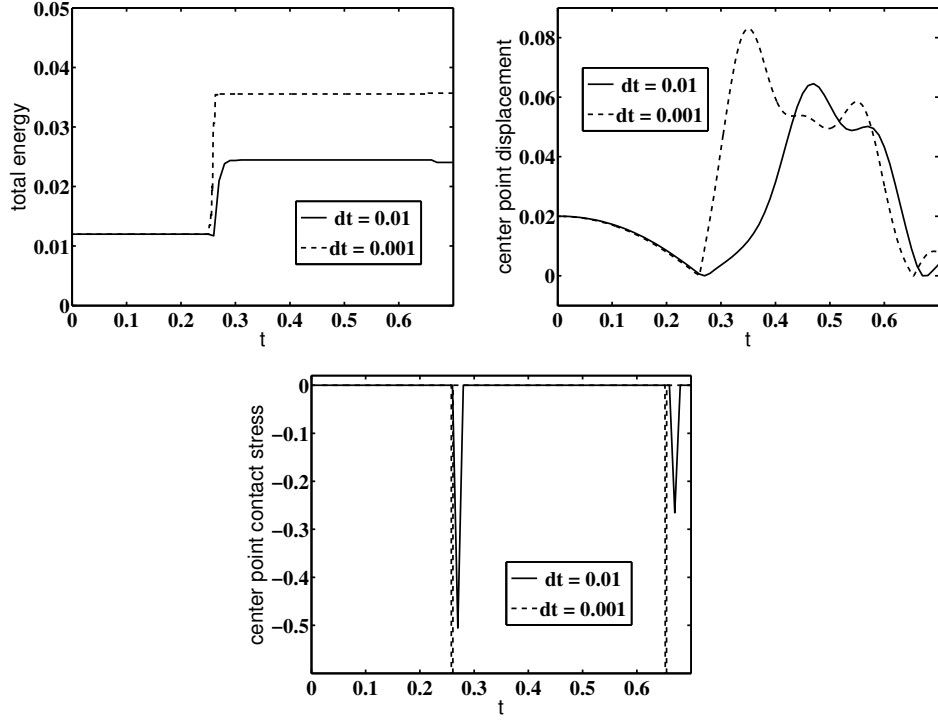 0.05
0.04
0.03
0.02
0.01
0
total energy
dt = 0.01
dt = 0.001
0 0.1 0.2 0.3 0.4 0.5 0.6
t
0.08
0.06
0.04
0.02
0
center point displacement
dt = 0.01
dt = 0.001
0 0.1 0.2 0.3 0.4 0.5 0.6
t
0
−0.1
−0.2
−0.3
−0.4
−0.5
center point contact stress
dt = 0.01
dt = 0.001
0 0.1 0.2 0.3 0.4 0.5 0.6
t